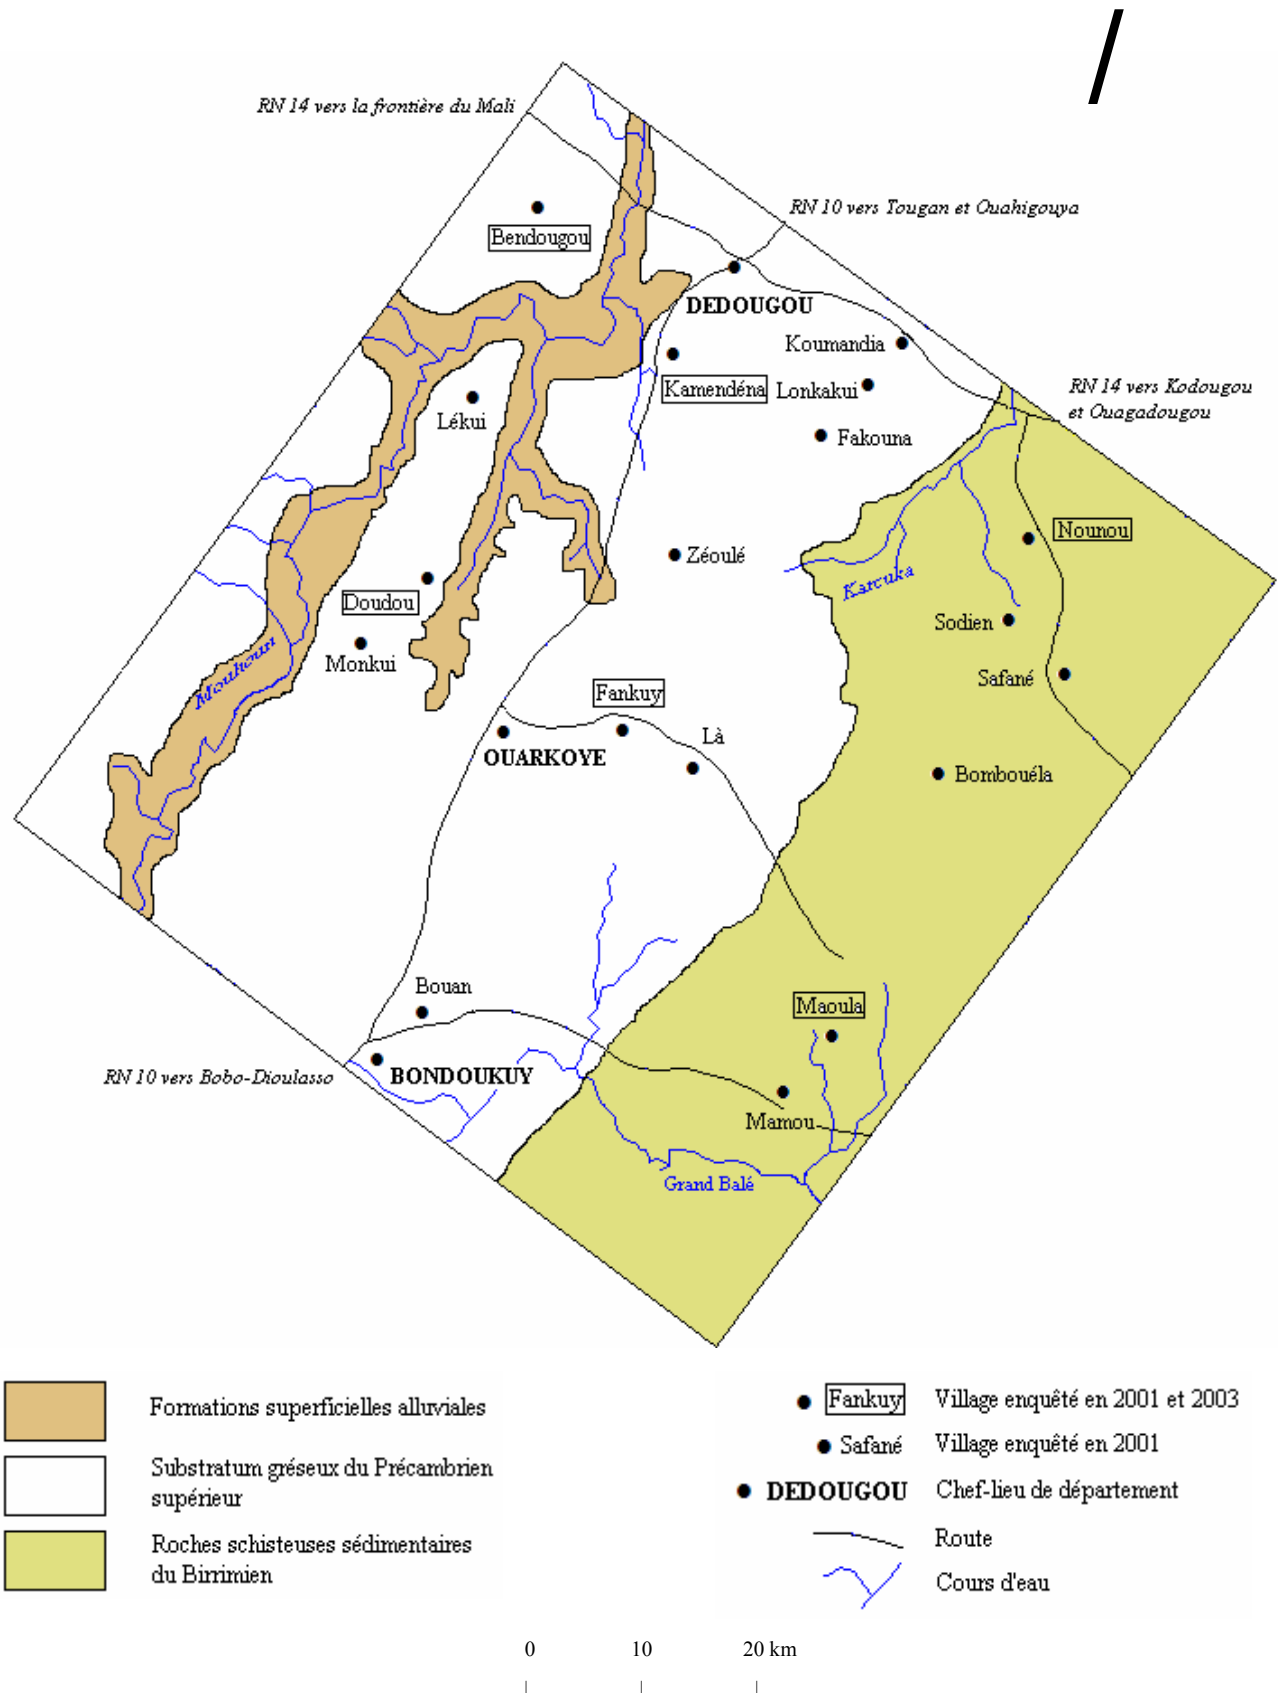 /
RN 14 vers la frontière du Mali
RN 10 vers Tougan et Ouahigouya
Bendougou
DEDOUGOU
Koumandia
Kamendéna
Lonkakui
RN 14 vers Kodougou
et Ouagadougou
Lékui
Fakouna
Nounou
Zéoulé
Karcuka
Doudou
Sodien
Monkui
Mouhoun
Safané
Fankuy
Là
OUARKOYE
Bombouéla
Bouan
Maoula
RN 10 vers Bobo-Dioulasso
BONDOUKUY
Mamou
Grand Balé
Formations superficielles alluviales
Substratum gréseux du Précambrien
supérieur
Roches schisteuses sédimentaires
du Birrimien
Fankuy Village enquêté en 2001 et 2003
Safané Village enquêté en 2001
DEDOUGOU Chef-lieu de département
Route
Cours d'eau
0 10 20 km